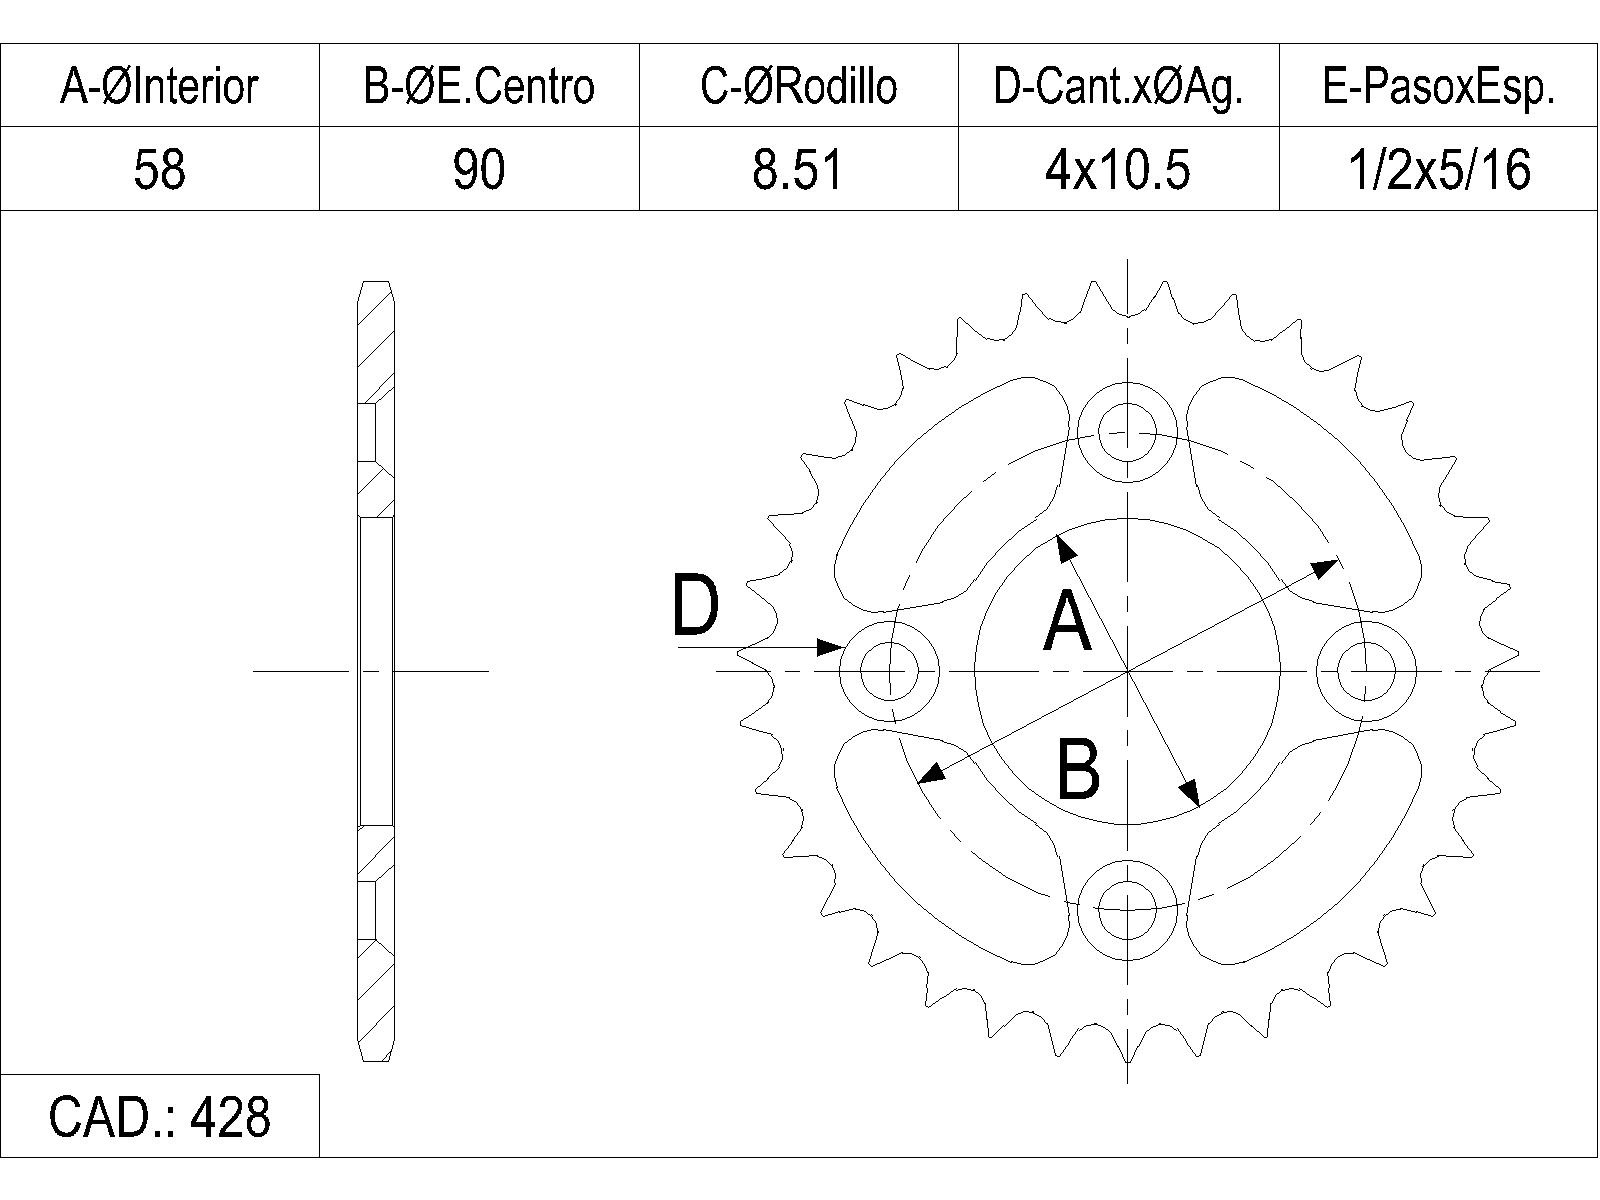 A-ØInterior B-ØE.Centro C-ØRodillo D-Cant.xØAg. E-PasoxEsp.
58 90 8.51 4x10.5 1/2x5/16
D
A
B
CAD.: 428